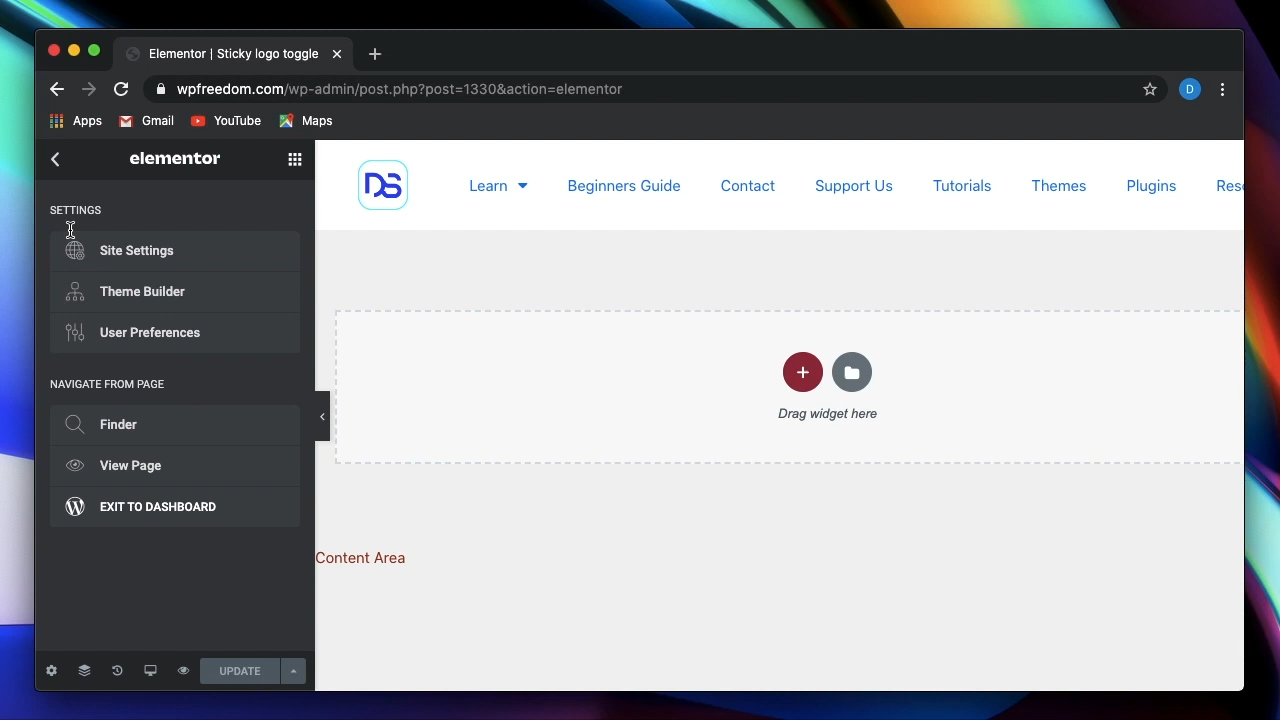 Elementor | Sticky logo toggle
wpfreedom.com/wp-admin/post.php?post=1330&action=elementor
D
Apps Gmail YouTube Maps
elementor
DS Learn Beginners Guide Contact Support Us Tutorials Themes Plugins Reso
SETTINGS
Site Settings
Theme Builder
User Preferences
NAVIGATE FROM PAGE
Finder
View Page
EXIT TO DASHBOARD
Drag widget here
Content Area
UPDATE